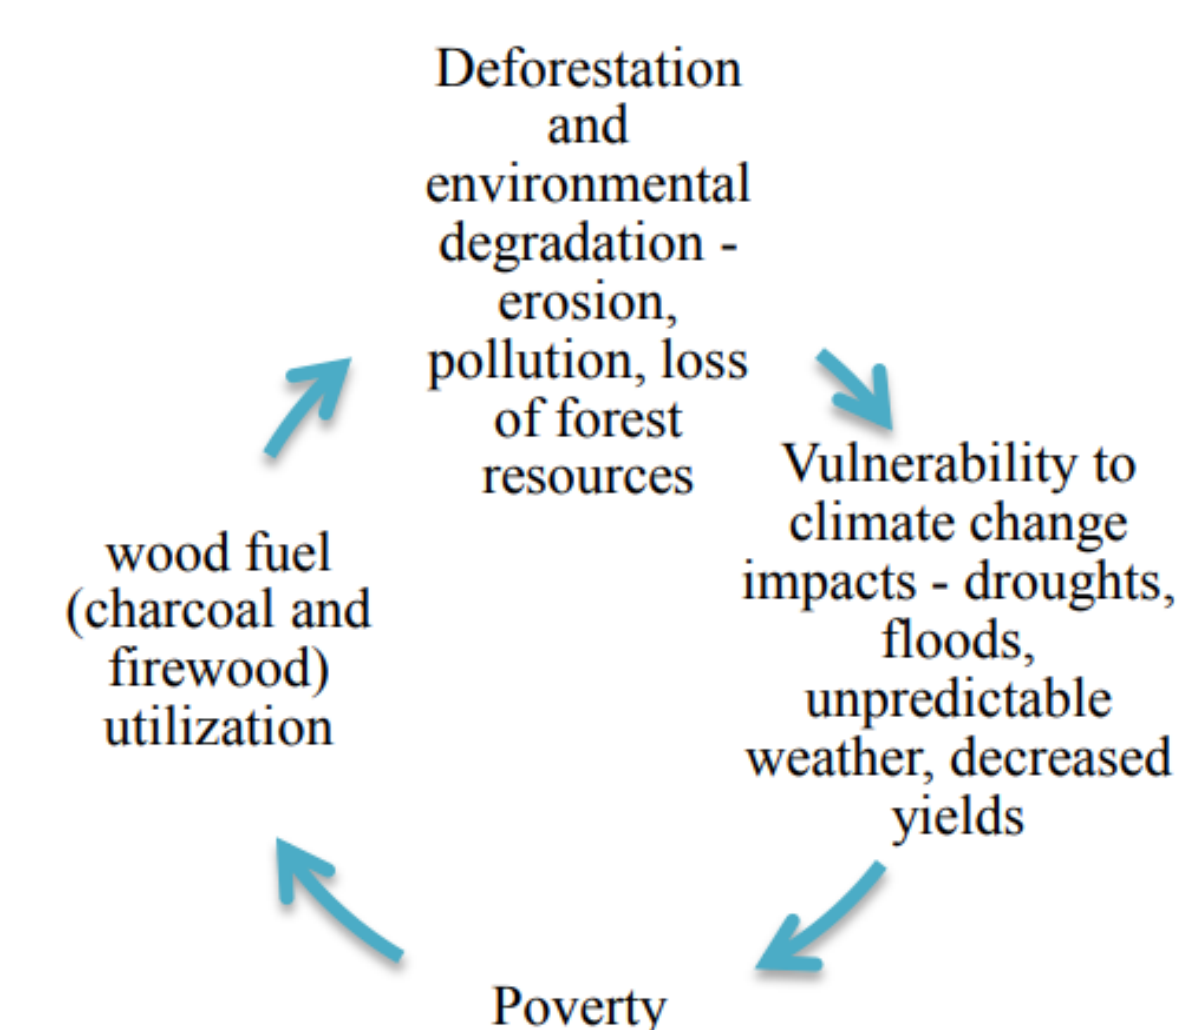 Deforestation
and
environmental
degradation -
erosion,
pollution, loss
of forest
resources
Vulnerability to
climate change
impacts - droughts,
floods,
unpredictable
weather, decreased
yields
Poverty
wood fuel
(charcoal and
firewood)
utilization